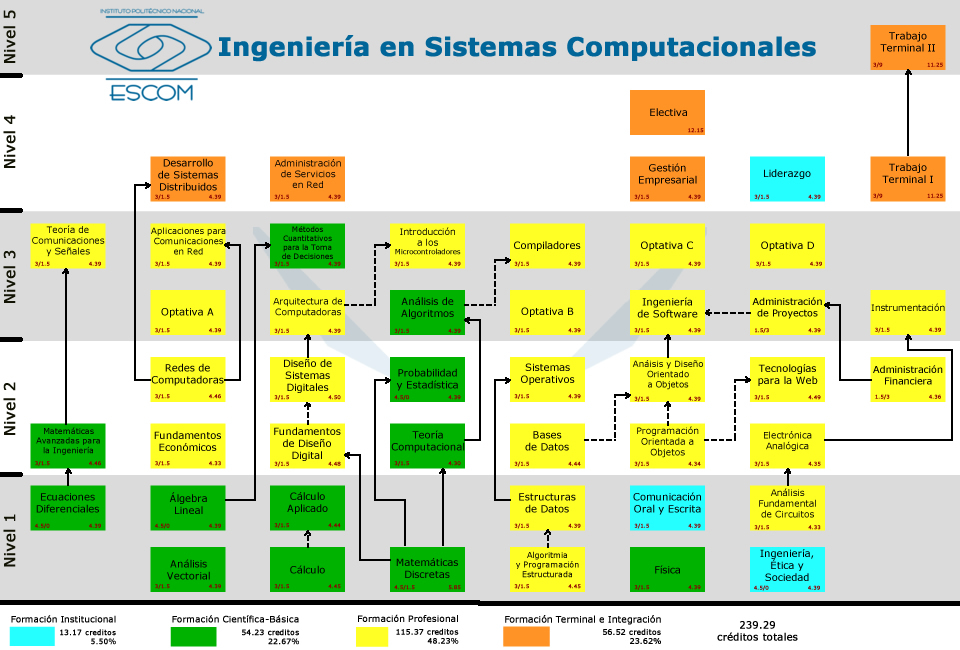 INSTITUTO POLITÉCNICO NACIONAL
ESCOM
Ingeniería en Sistemas Computacionales
Nivel 5
Trabajo
Terminal II
3/9 11.25
Nivel 4
Electiva
12.15
Desarrollo
de Sistemas
Distribuidos
3/1.5 4.39
Administración
de Servicios
en Red
3/1.5 4.39
Gestión
Empresarial
3/1.5 4.39
Liderazgo
3/1.5 4.39
Trabajo
Terminal I
3/9 11.25
Nivel 3
Teoría de
Comunicaciones
y Señales
3/1.5 4.39
Aplicaciones para
Comunicaciones
en Red
3/1.5 4.39
Métodos
Cuantitativos
para la Toma
de Decisiones
3/1.5 4.39
Introducción
a los
Microcontroladores
3/1.5 4.39
Compiladores
3/1.5 4.39
Optativa C
3/1.5 4.39
Optativa D
3/1.5 4.39
Optativa A
3/1.5 4.39
Arquitectura de
Computadoras
3/1.5 4.39
Análisis de
Algoritmos
3/1.5 4.39
Optativa B
3/1.5 4.39
Ingeniería
de Software
3/1.5 4.39
Administración
de Proyectos
1.5/3 4.39
Instrumentación
3/1.5 4.39
Nivel 2
Redes de
Computadoras
3/1.5 4.46
Diseño de
Sistemas
Digitales
3/1.5 4.50
Probabilidad
y Estadística
4.5/0 4.39
Sistemas
Operativos
3/1.5 4.39
Análisis y Diseño
Orientado
a Objetos
3/1.5 4.39
Tecnologías
para la Web
3/1.5 4.49
Administración
Financiera
1.5/3 4.36
Matemáticas
Avanzadas para
la Ingeniería
3/1.5 4.48
Fundamentos
Económicos
3/1.5 4.33
Fundamentos
de Diseño
Digital
3/1.5 4.48
Teoría
Computacional
3/1.5 4.30
Bases
de Datos
3/1.5 4.44
Programación
Orientada a
Objetos
3/1.5 4.34
Electrónica
Analógica
3/1.5 4.35
Nivel 1
Ecuaciones
Diferenciales
4.5/0 4.39
Álgebra
Lineal
4.5/0 4.39
Cálculo
Aplicado
3/1.5 4.44
Estructuras
de Datos
3/1.5 4.39
Comunicación
Oral y Escrita
3/1.5 4.39
Análisis
Fundamental
de Circuitos
3/1.5 4.33
Análisis
Vectorial
3/1.5 4.39
Cálculo
3/1.5 4.45
Matemáticas
Discretas
4.5/1.5
Algoritmia
y Programación
Estructurada
3/1.5 4.45
Física
3/1.5 4.39
Ingeniería,
Ética y
Sociedad
4.5/0 4.39
Formación Institucional
13.17 creditos
5.50%
Formación Científica-Básica
54.23 creditos
22.67%
Formación Profesional
115.37 creditos
48.23%
Formación Terminal e Integración
56.52 creditos
23.62%
239.29
créditos totales